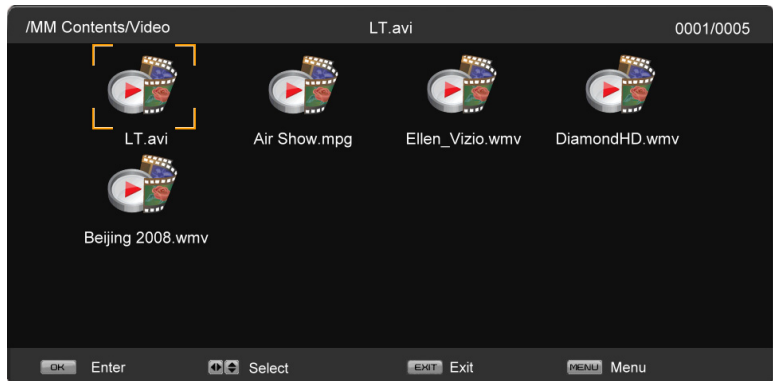 /MM Contents/Video LT.avi 0001/0005
LT.avi Air Show.mpg Ellen_Vizio.wmv DiamondHD.wmv
Beijing 2008.wmv
OK Enter Select EXIT Exit MENU Menu